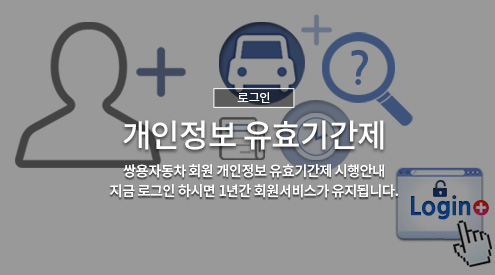 로그인
개인정보 유효기간제
쌍용자동차 회원 개인정보 유효기간제 시행안내
지금 로그인 하시면 1년간 회원서비스가 유지됩니다.
Login